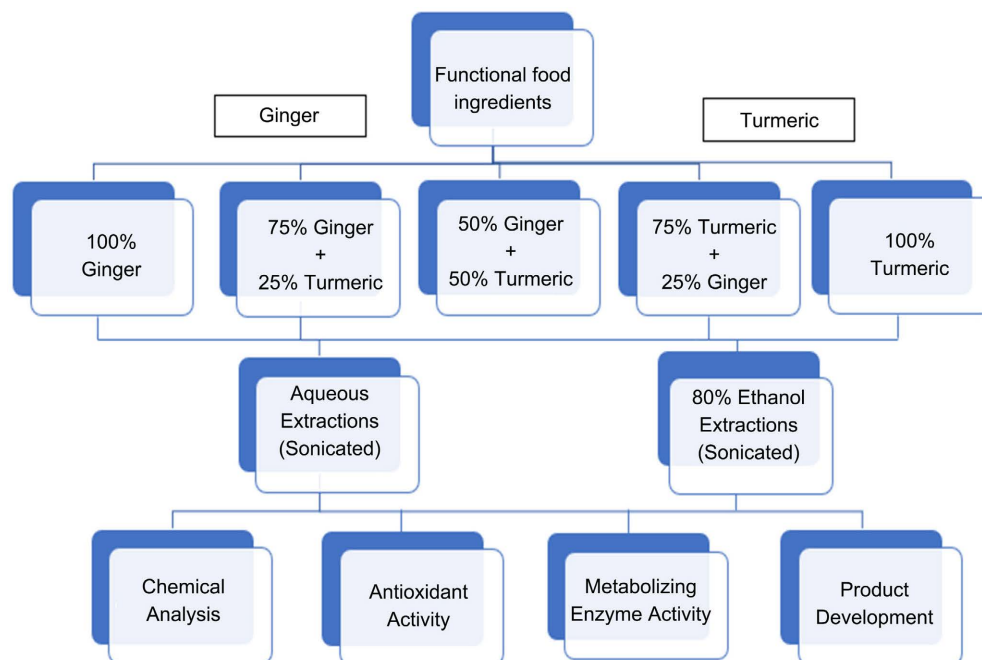 Functional food
ingredients
Ginger
Turmeric
100%
Ginger
75% Ginger
+
25% Turmeric
50% Ginger
+
50% Turmeric
75% Turmeric
+
25% Ginger
100%
Turmeric
Aqueous
Extractions
(Sonicated)
80% Ethanol
Extractions
(Sonicated)
Chemical
Analysis
Antioxidant
Activity
Metabolizing
Enzyme Activity
Product
Development